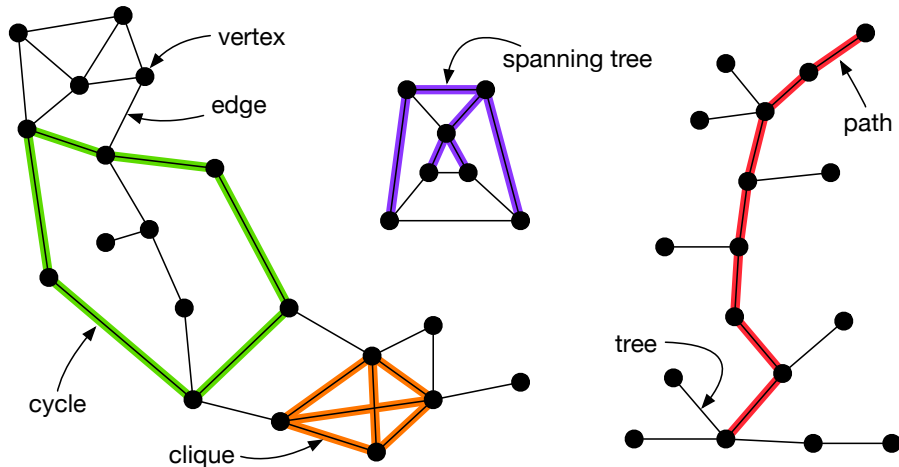 vertex
spanning tree
edge
path
tree
cycle
clique